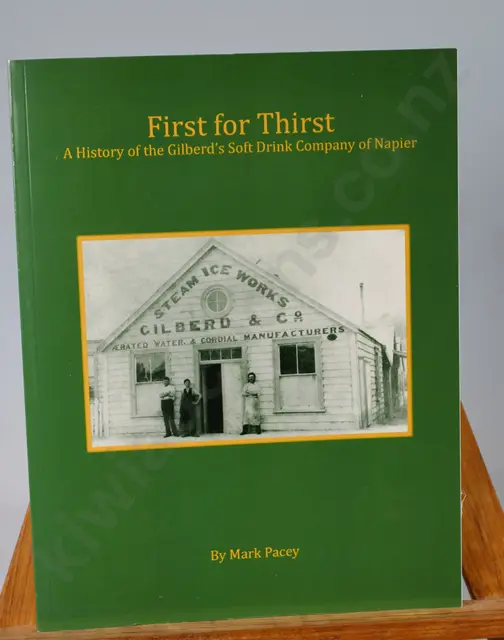 First for Thirst
A History of the Gilberd's Soft Drink Company of Napier
STEAM ICE WORKS
GILBERD & Co
ÆRATED WATER, & CORDIAL MANUFACTURERS
By Mark Pacey